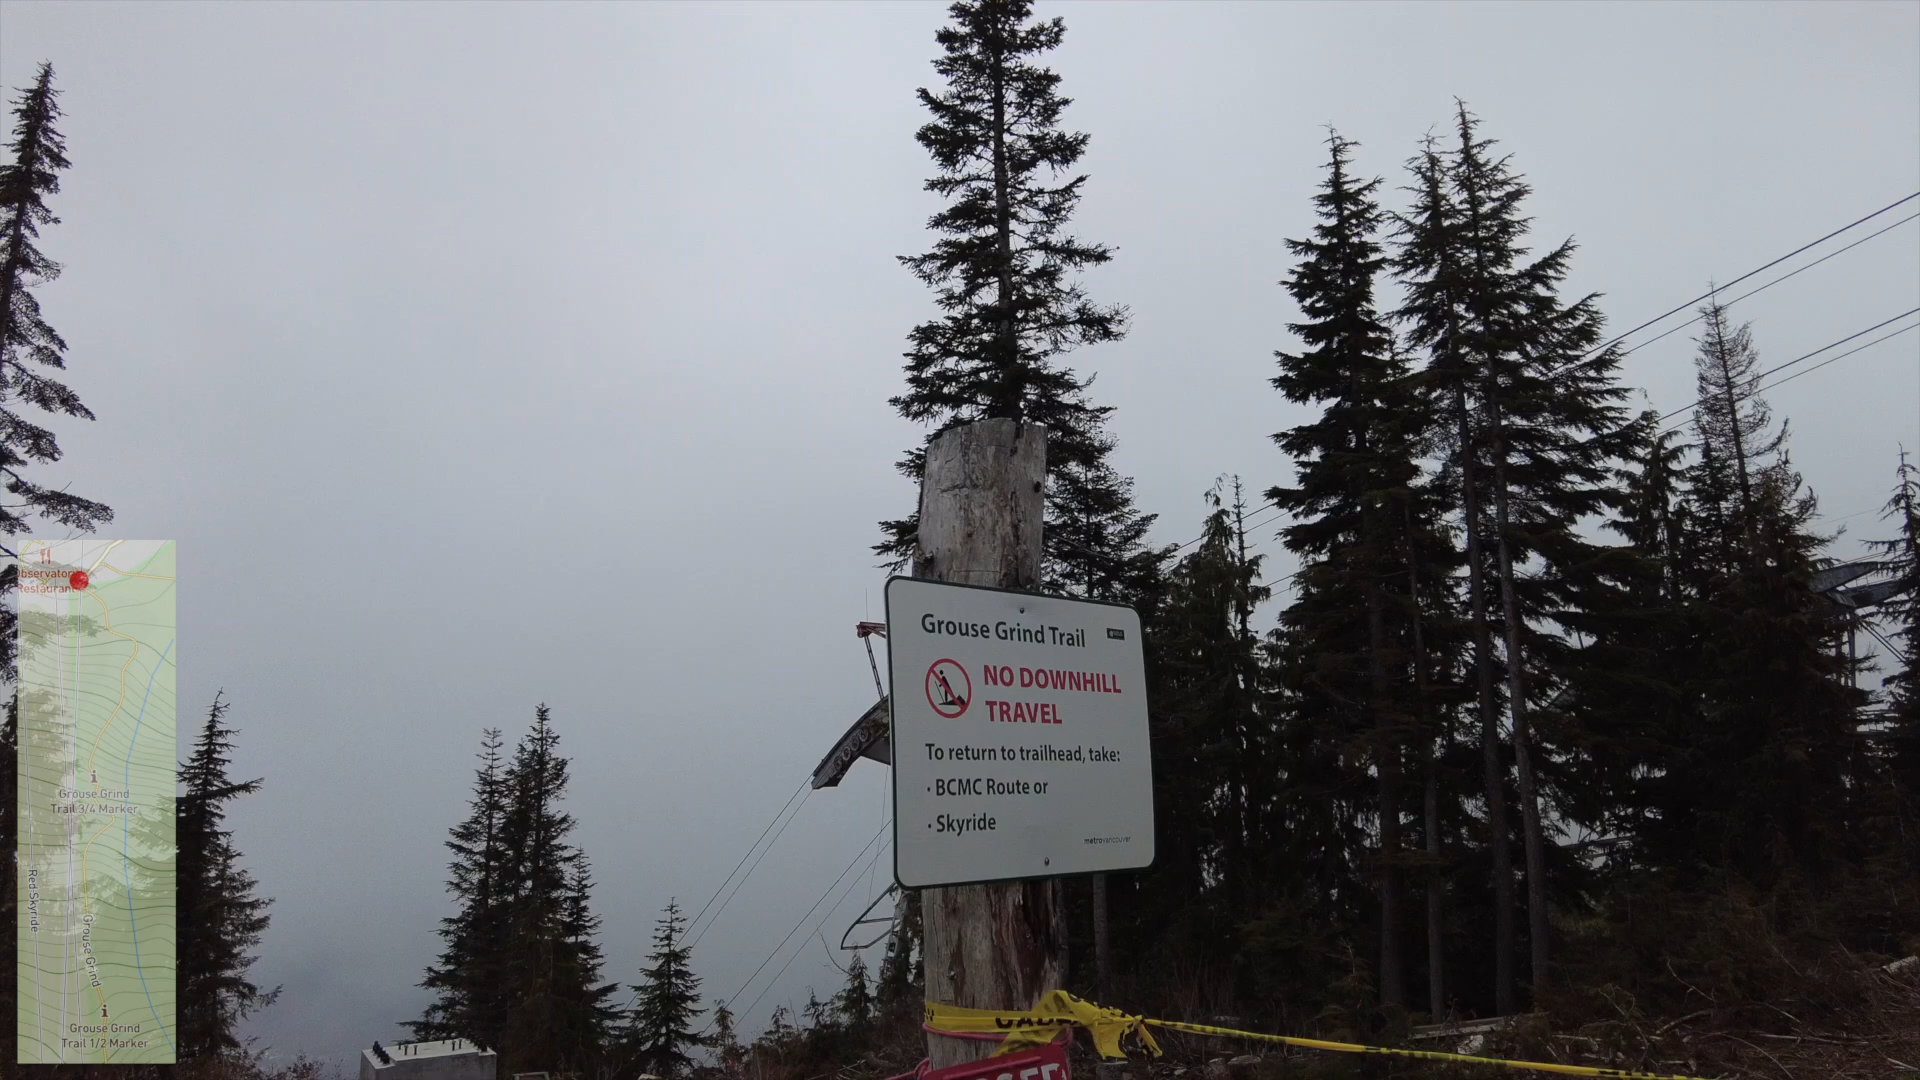 Grouse Grind Trail
NO DOWNHILL
TRAVEL
To return to trailhead, take:
· BCMC Route or
· Skyride
metrovancouver
Observatory
Restaurant
Grouse Grind
Trail 3/4 Marker
Red Skyride
Grouse Grind
Grouse Grind
Trail 1/2 Marker